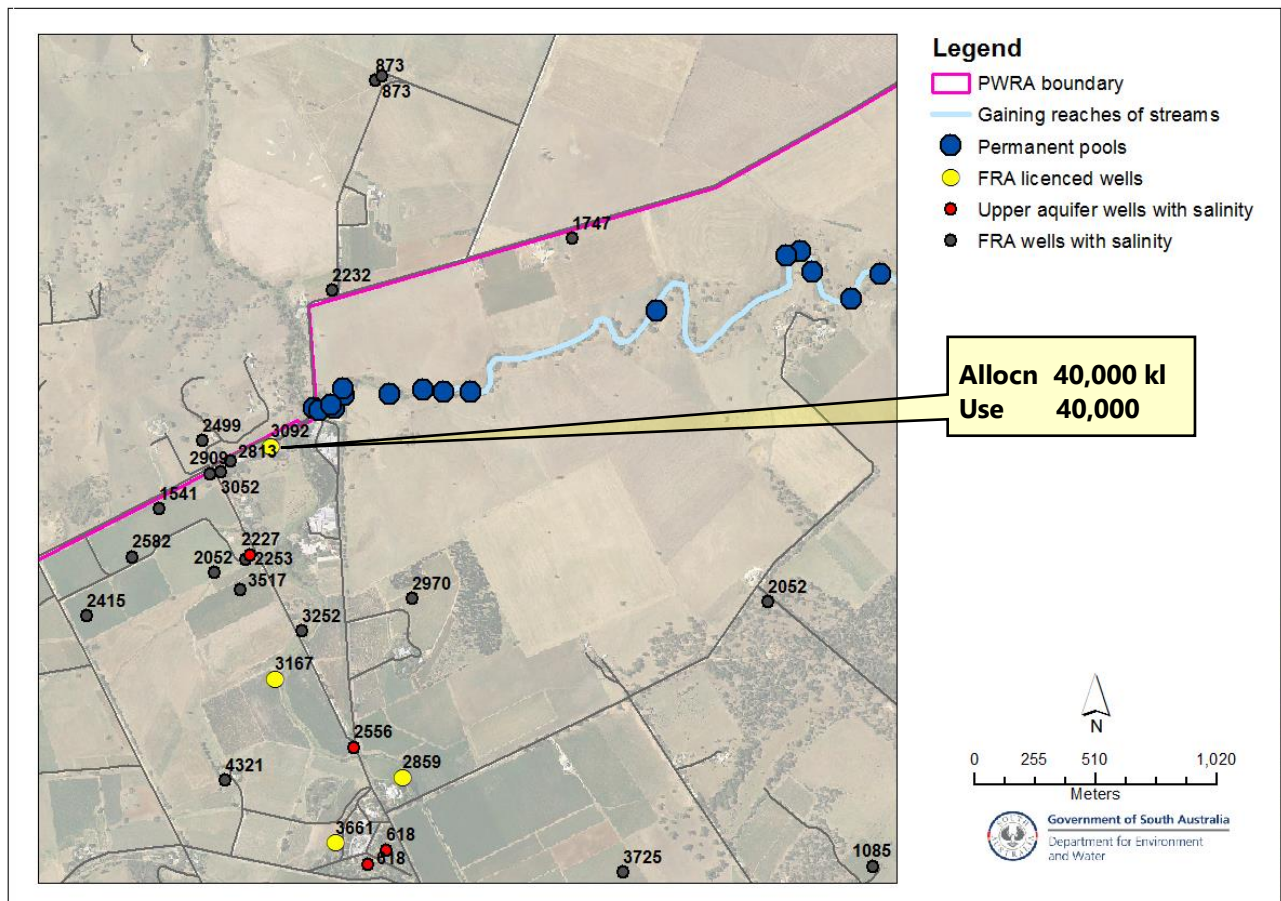 873
873
1747
2232
2499
3092
2909
2813
3052
1541
2582
2227
2052
2253
3517
2415
2970
2052
3252
3167
2556
2859
4321
3661
618
618
3725
1085
Legend
PWRA boundary
Gaining reaches of streams
Permanent pools
FRA licenced wells
Upper aquifer wells with salinity
FRA wells with salinity
Allocn 40,000 kl
Use 40,000
N
0 255 510 1,020
Meters
Government of South Australia
Department for Environment
and Water